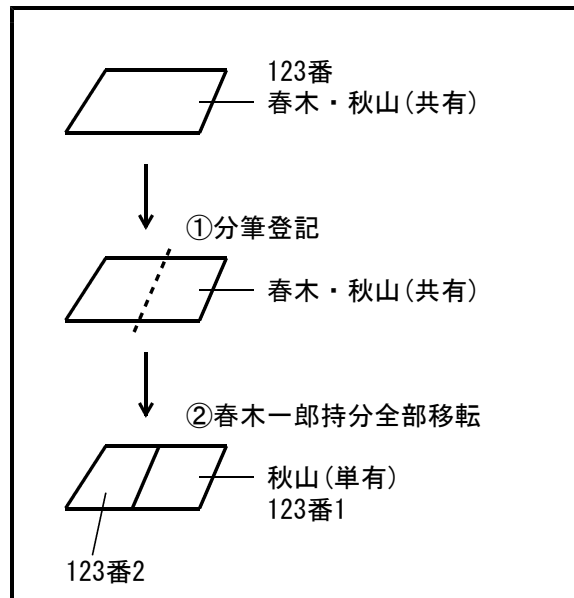 123番
春木・秋山(共有)
①分筆登記
春木・秋山(共有)
②春木一郎持分全部移転
秋山(単有)
123番1
123番2